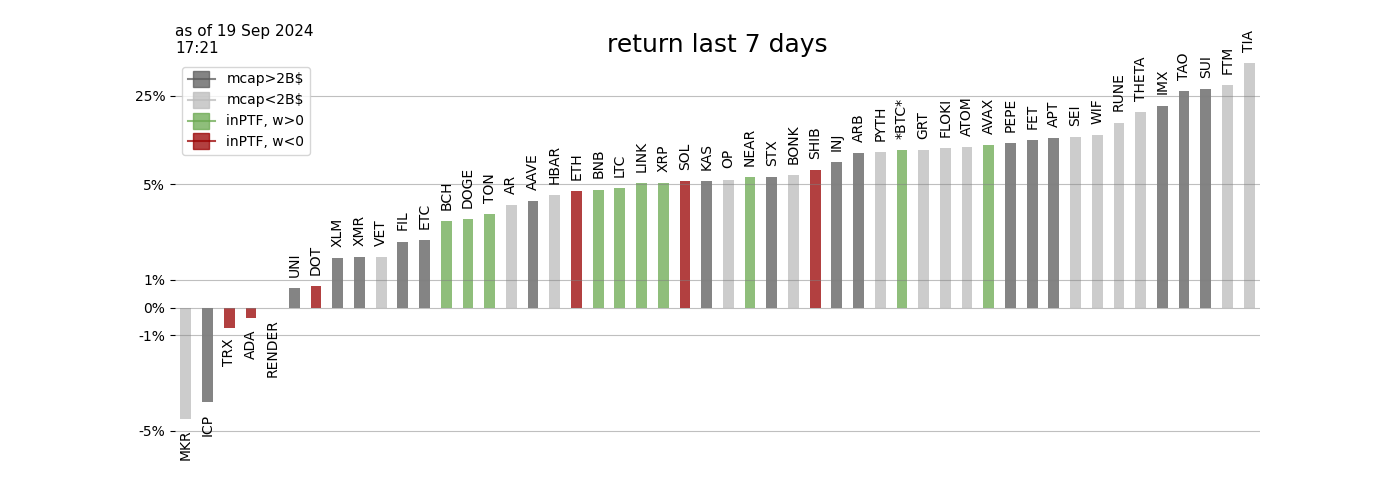 as of 19 Sep 2024
17:21
return last 7 days
mcap>2B$
mcap<2B$
inPTF, w>0
inPTF, w<0
25%
5%
1%
0%
-1%
-5%
MKR
ICP
TRX
ADA
RENDER
UNI
DOT
XLM
XMR
VET
FIL
ETC
BCH
DOGE
TON
AR
AAVE
HBAR
ETH
BNB
LTC
LINK
XRP
SOL
KAS
OP
NEAR
STX
BONK
SHIB
INJ
ARB
PYTH
*BTC*
GRT
FLOKI
ATOM
AVAX
PEPE
FET
APT
SEI
WIF
RUNE
THETA
IMX
TAO
SUI
FTM
TIA